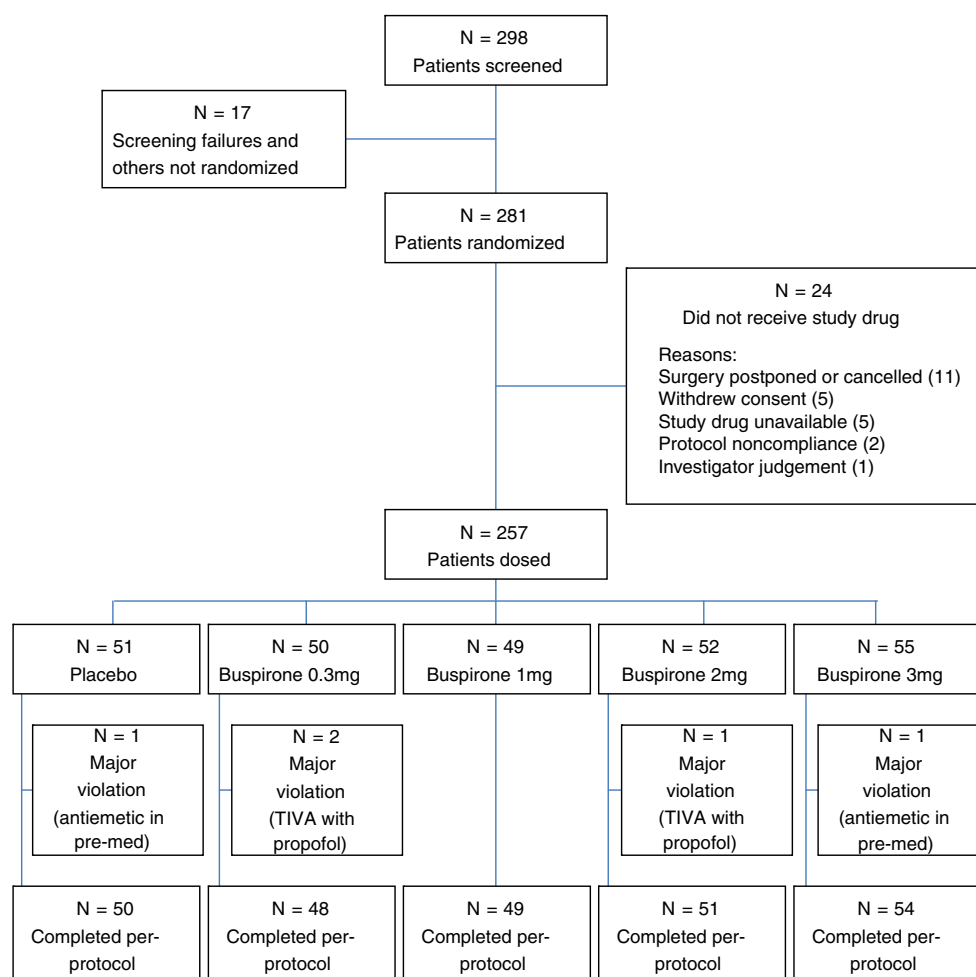 N = 298
Patients screened
N = 17
Screening failures and
others not randomized
N = 281
Patients randomized
N = 24
Did not receive study drug
Reasons:
Surgery postponed or cancelled (11)
Withdrew consent (5)
Study drug unavailable (5)
Protocol noncompliance (2)
Investigator judgement (1)
N = 257
Patients dosed
N = 51
Placebo
N = 50
Buspirone 0.3mg
N = 49
Buspirone 1mg
N = 52
Buspirone 2mg
N = 55
Buspirone 3mg
N = 1
Major
violation
(antiemetic in
pre-med)
N = 2
Major
violation
(TIVA with
propofol)
N = 1
Major
violation
(TIVA with
propofol)
N = 1
Major
violation
(antiemetic in
pre-med)
N = 50
Completed per-
protocol
N = 48
Completed per-
protocol
N = 49
Completed per-
protocol
N = 51
Completed per-
protocol
N = 54
Completed per-
protocol